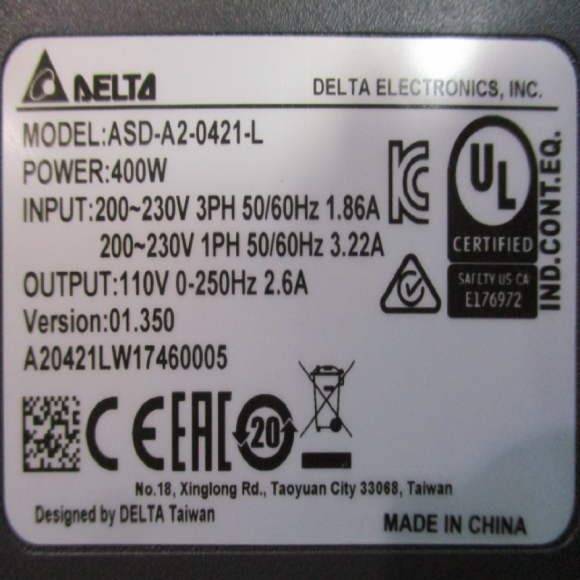 DELTA
DELTA ELECTRONICS, INC.
MODEL:ASD-A2-0421-L
POWER:400W
INPUT:200~230V 3PH 50/60Hz 1.86A
200~230V 1PH 50/60Hz 3.22A
OUTPUT:110V 0-250Hz 2.6A
Version:01.350
A20421LW17460005
UL
CERTIFIED
SAFETY US CA
E176972
IND.CONT.EQ.
CE EAC 20
No.18, Xinglong Rd., Taoyuan City 33068, Taiwan
Designed by DELTA Taiwan
MADE IN CHINA